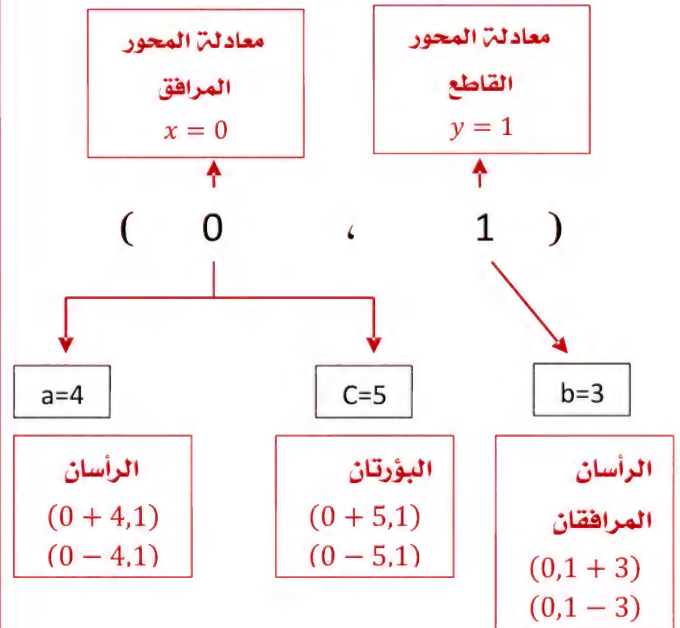 معادلة المحور
المرافق
x = 0
معادلة المحور
القاطع
y = 1
( 0 ، 1 )
a=4
C=5
b=3
الرأسان
(0 + 4,1)
(0 − 4,1)
البؤرتان
(0 + 5,1)
(0 − 5,1)
الرأسان
المرافقان
(0,1 + 3)
(0,1 − 3)